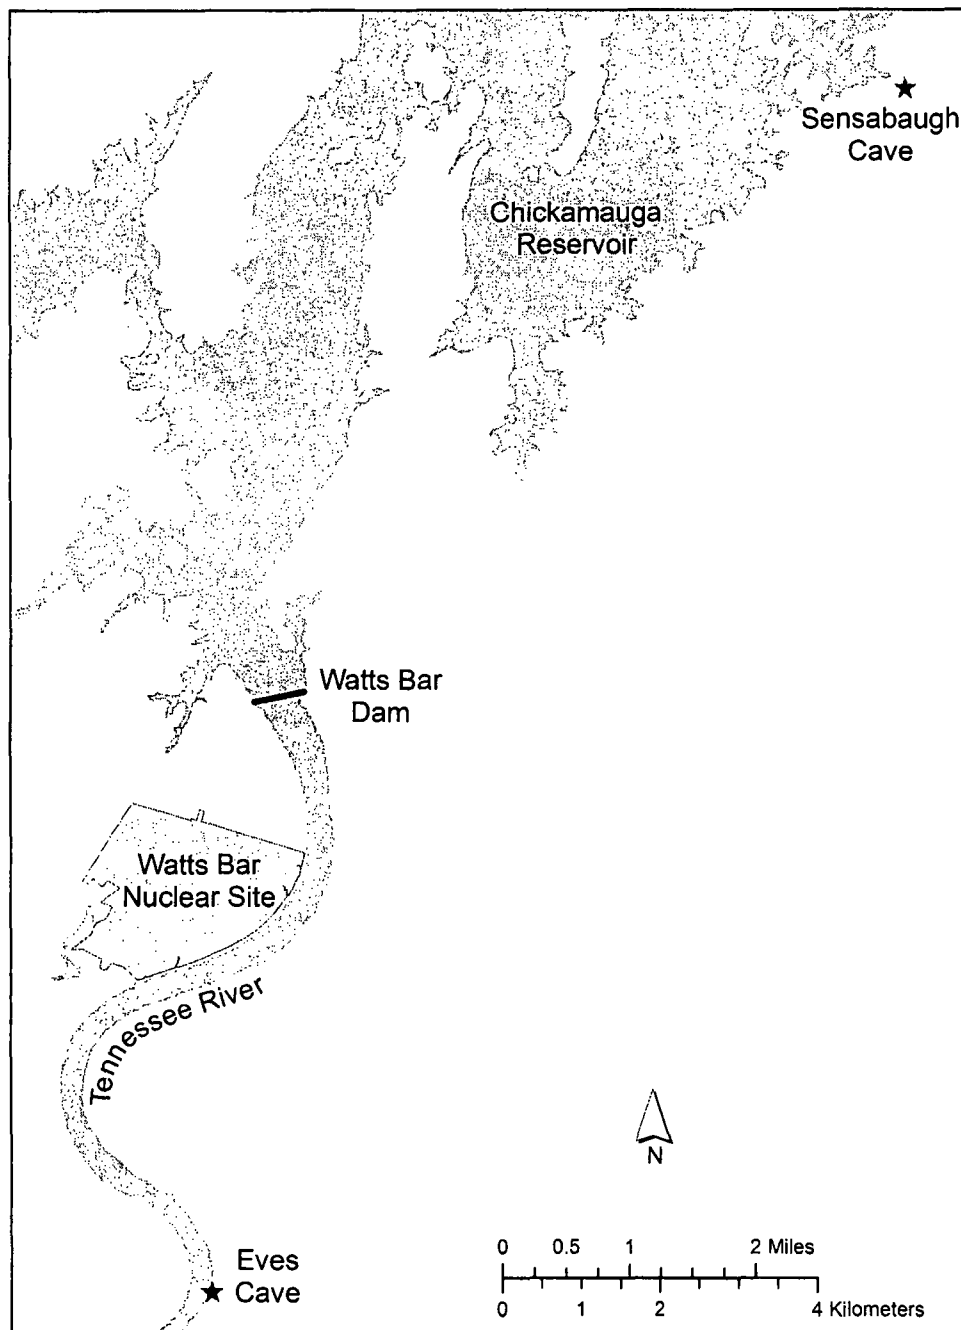 Sensabaugh
Cave
Chickamauga
Reservoir
Watts Bar
Dam
Watts Bar
Nuclear Site
Tennessee River
N
Eves
Cave
0 0.5 1 2 Miles
0 1 2 4 Kilometers